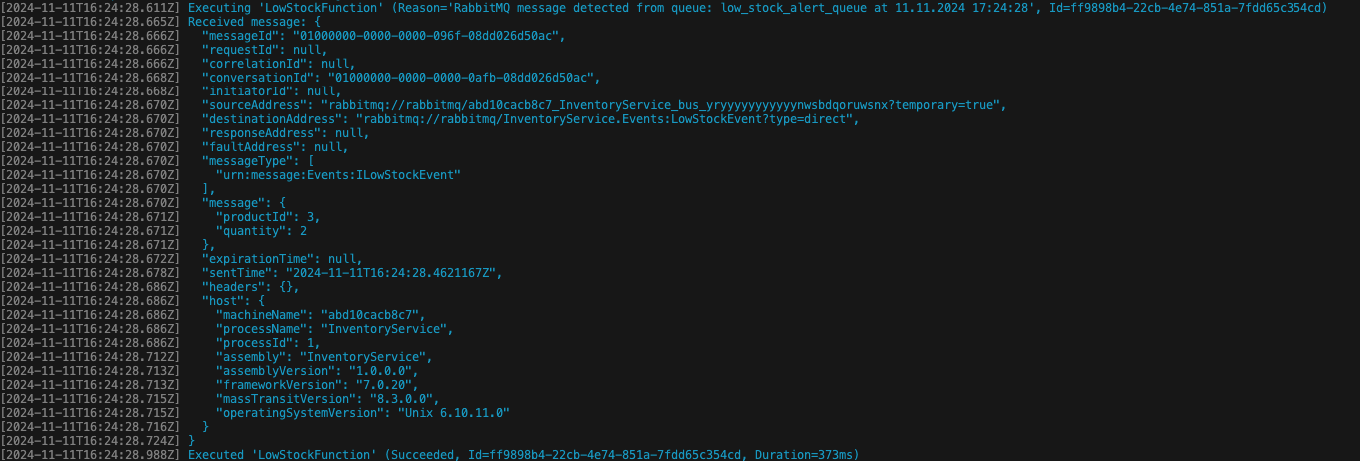 [2024-11-11T16:24:28.611Z] Executing 'LowStockFunction' (Reason='RabbitMQ message detected from queue: low_stock_alert_queue at 11.11.2024 17:24:28', Id=ff9898b4-22cb-4e74-851a-7fdd65c354cd)
[2024-11-11T16:24:28.665Z] Received message: {
[2024-11-11T16:24:28.666Z]   "messageId": "01000000-0000-0000-096f-08dd026d50ac",
[2024-11-11T16:24:28.666Z]   "requestId": null,
[2024-11-11T16:24:28.666Z]   "correlationId": null,
[2024-11-11T16:24:28.668Z]   "conversationId": "01000000-0000-0000-0afb-08dd026d50ac",
[2024-11-11T16:24:28.668Z]   "initiatorId": null,
[2024-11-11T16:24:28.670Z]   "sourceAddress": "rabbitmq://rabbitmq/abd10cacb8c7_InventoryService_bus_yryyyyyyyyyyynwsbdqoruwsnx?temporary=true",
[2024-11-11T16:24:28.670Z]   "destinationAddress": "rabbitmq://rabbitmq/InventoryService.Events:LowStockEvent?type=direct",
[2024-11-11T16:24:28.670Z]   "responseAddress": null,
[2024-11-11T16:24:28.670Z]   "faultAddress": null,
[2024-11-11T16:24:28.670Z]   "messageType": [
[2024-11-11T16:24:28.670Z]     "urn:message:Events:ILowStockEvent"
[2024-11-11T16:24:28.670Z]   ],
[2024-11-11T16:24:28.670Z]   "message": {
[2024-11-11T16:24:28.671Z]     "productId": 3,
[2024-11-11T16:24:28.671Z]     "quantity": 2
[2024-11-11T16:24:28.671Z]   },
[2024-11-11T16:24:28.672Z]   "expirationTime": null,
[2024-11-11T16:24:28.678Z]   "sentTime": "2024-11-11T16:24:28.4621167Z",
[2024-11-11T16:24:28.686Z]   "headers": {},
[2024-11-11T16:24:28.686Z]   "host": {
[2024-11-11T16:24:28.686Z]     "machineName": "abd10cacb8c7",
[2024-11-11T16:24:28.686Z]     "processName": "InventoryService",
[2024-11-11T16:24:28.686Z]     "processId": 1,
[2024-11-11T16:24:28.712Z]     "assembly": "InventoryService",
[2024-11-11T16:24:28.713Z]     "assemblyVersion": "1.0.0.0",
[2024-11-11T16:24:28.713Z]     "frameworkVersion": "7.0.20",
[2024-11-11T16:24:28.715Z]     "massTransitVersion": "8.3.0.0",
[2024-11-11T16:24:28.715Z]     "operatingSystemVersion": "Unix 6.10.11.0"
[2024-11-11T16:24:28.716Z]   }
[2024-11-11T16:24:28.724Z] }
[2024-11-11T16:24:28.988Z] Executed 'LowStockFunction' (Succeeded, Id=ff9898b4-22cb-4e74-851a-7fdd65c354cd, Duration=373ms)